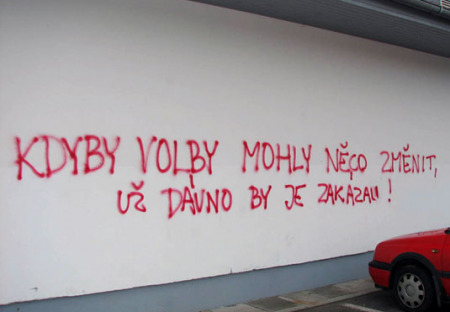 KDYBY VOLBY MOHLY NĚCO ZMĚNIT,
UŽ DÁVNO BY JE ZAKÁZALI !